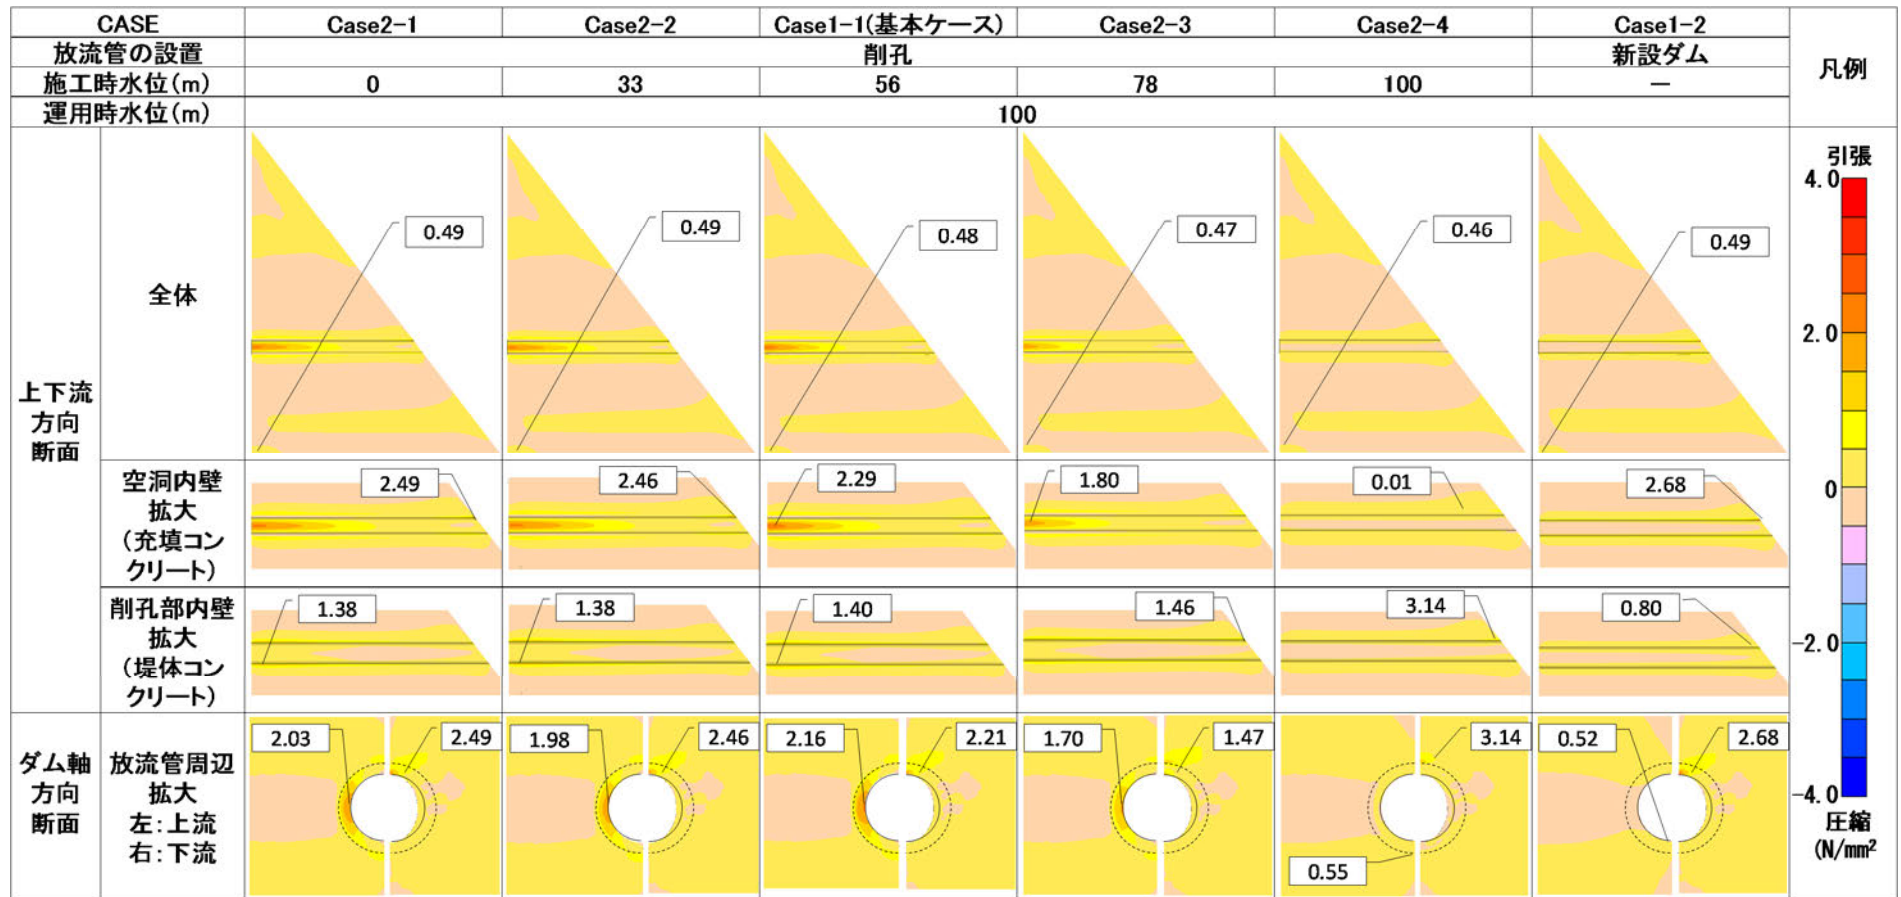 CASE Case2-1 Case2-2 Case1-1(基本ケース) Case2-3 Case2-4 Case1-2 凡例
放流管の設置 削孔 新設ダム
施工時水位(m) 0 33 56 78 100 —
運用時水位(m) 100
上下流
方向
断面
全体
0.49 0.49 0.48 0.47 0.46 0.49
空洞内壁
拡大
(充填コン
クリート)
2.49 2.46 2.29 1.80 0.01 2.68
削孔部内壁
拡大
(堤体コン
クリート)
1.38 1.38 1.40 1.46 3.14 0.80
ダム軸
方向
断面
放流管周辺
拡大
左:上流
右:下流
2.03 2.49 1.98 2.46 2.16 2.21 1.70 1.47 3.14 0.52 2.68
0.55
引張
4.0
2.0
0
-2.0
-4.0
圧縮
(N/mm²